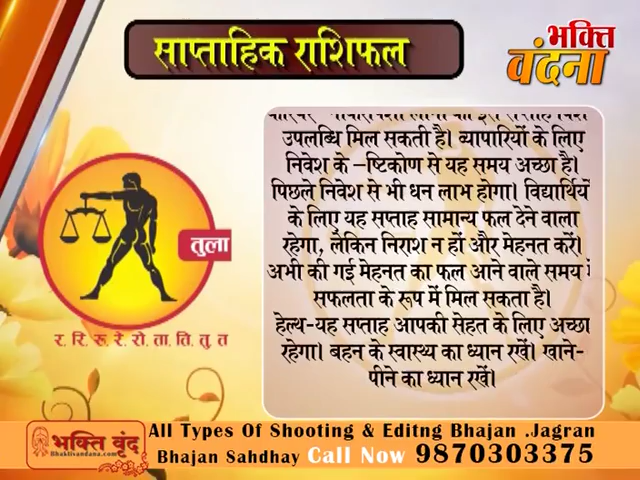 साप्ताहिक राशिफल
भक्ति
वंदना
उपलब्धि मिल सकती है। व्यापारियों के लिए
निवेश के –ष्टिकोण से यह समय अच्छा है।
पिछले निवेश से भी धन लाभ होगा। विद्यार्थियों
के लिए यह सप्ताह सामान्य फल देने वाला
रहेगा, लेकिन निराश न हों और मेहनत करें।
अभी की गई मेहनत का फल आने वाले समय
सफलता के रूप में मिल सकता है।
हेल्थ-यह सप्ताह आपकी सेहत के लिए अच्छा
रहेगा। बहन के स्वास्थ्य का ध्यान रखें। खाने-
पीने का ध्यान रखें।
तुला
र. रि. रू. रे. रो. ता. ति. तु. त
भक्ति वृंद
Bhaktivandana.com
All Types Of Shooting & Editng Bhajan .Jagran
Bhajan Sahdhay Call Now 9870303375